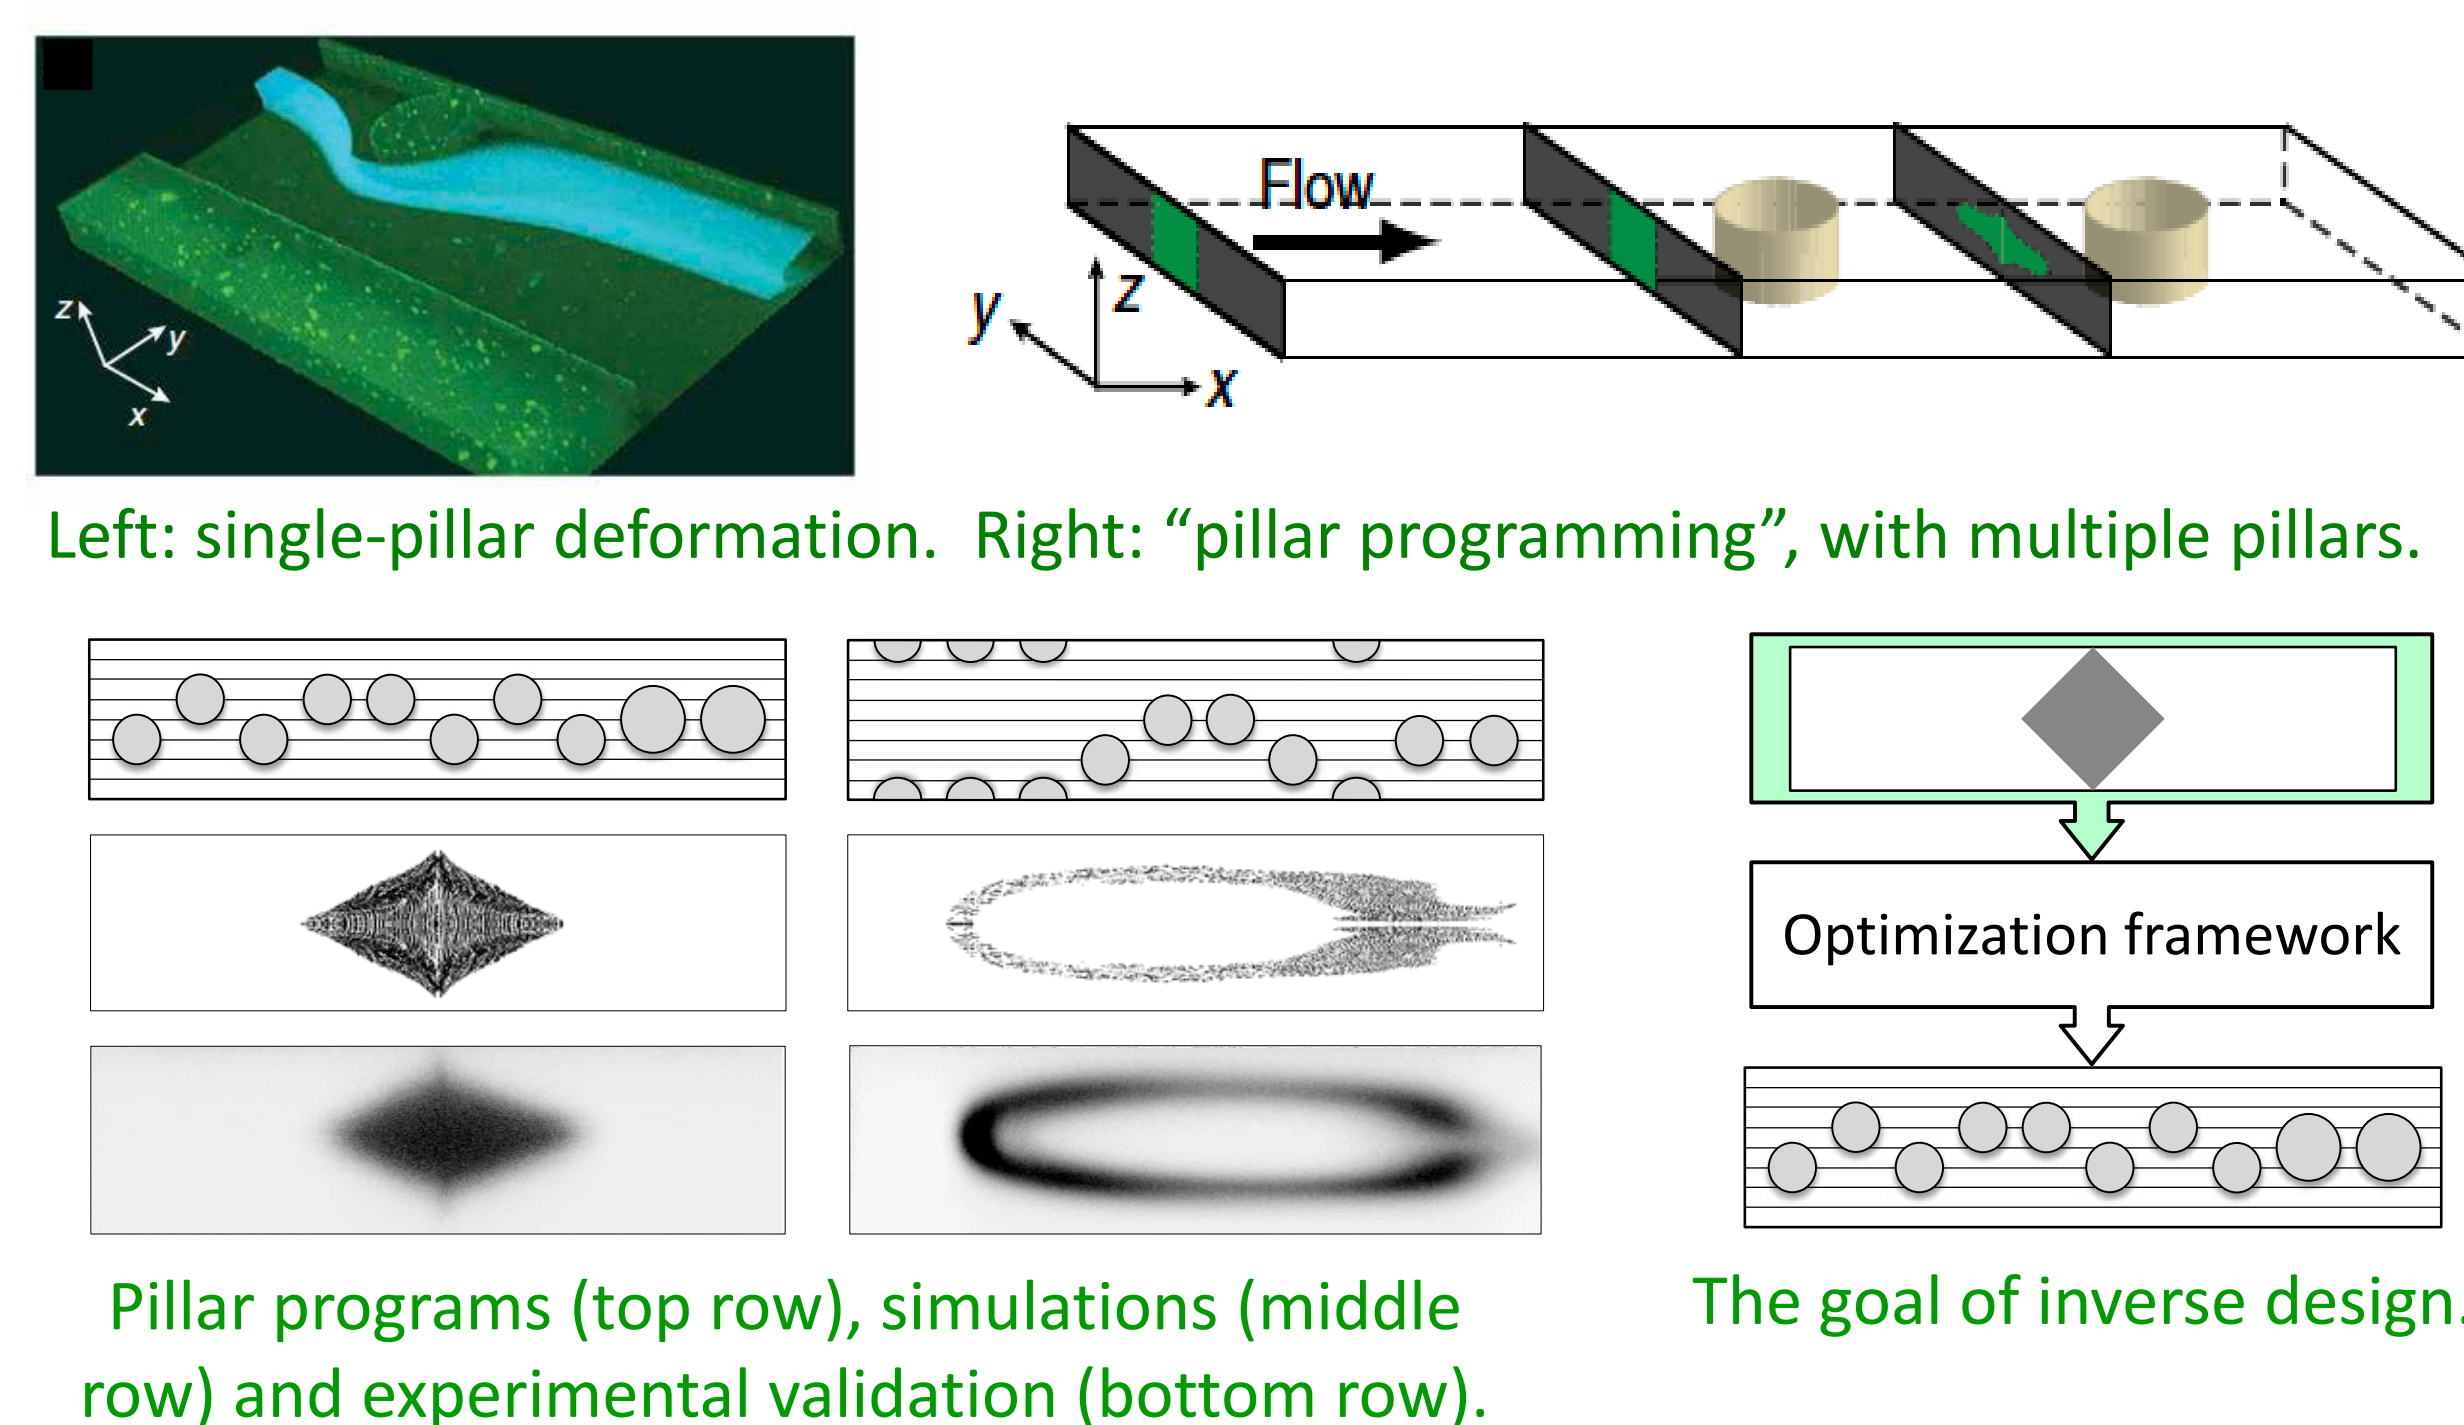 z
y
x
Flow
z
y
x
Left: single-pillar deformation. Right: “pillar programming”, with multiple pillars.
Optimization framework
Pillar programs (top row), simulations (middle
row) and experimental validation (bottom row).
The goal of inverse design.